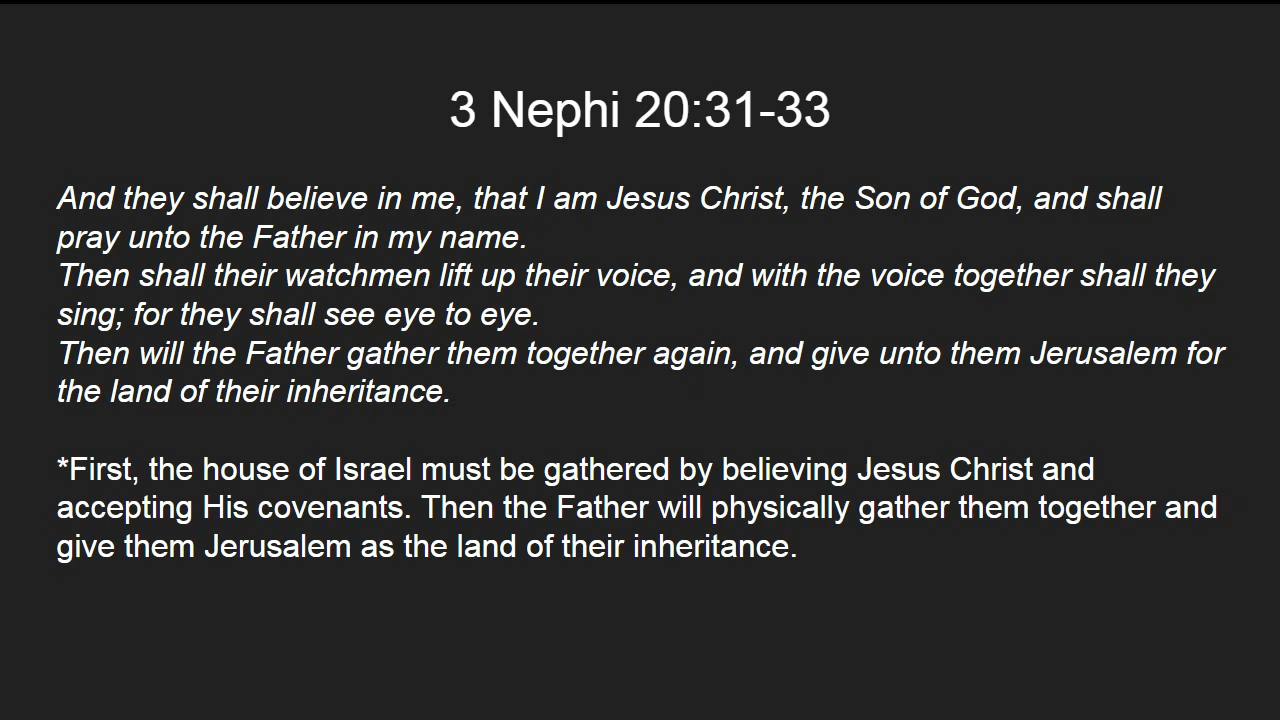 3 Nephi 20:31-33
And they shall believe in me, that I am Jesus Christ, the Son of God, and shall
pray unto the Father in my name.
Then shall their watchmen lift up their voice, and with the voice together shall they
sing; for they shall see eye to eye.
Then will the Father gather them together again, and give unto them Jerusalem for
the land of their inheritance.
*First, the house of Israel must be gathered by believing Jesus Christ and
accepting His covenants. Then the Father will physically gather them together and
give them Jerusalem as the land of their inheritance.